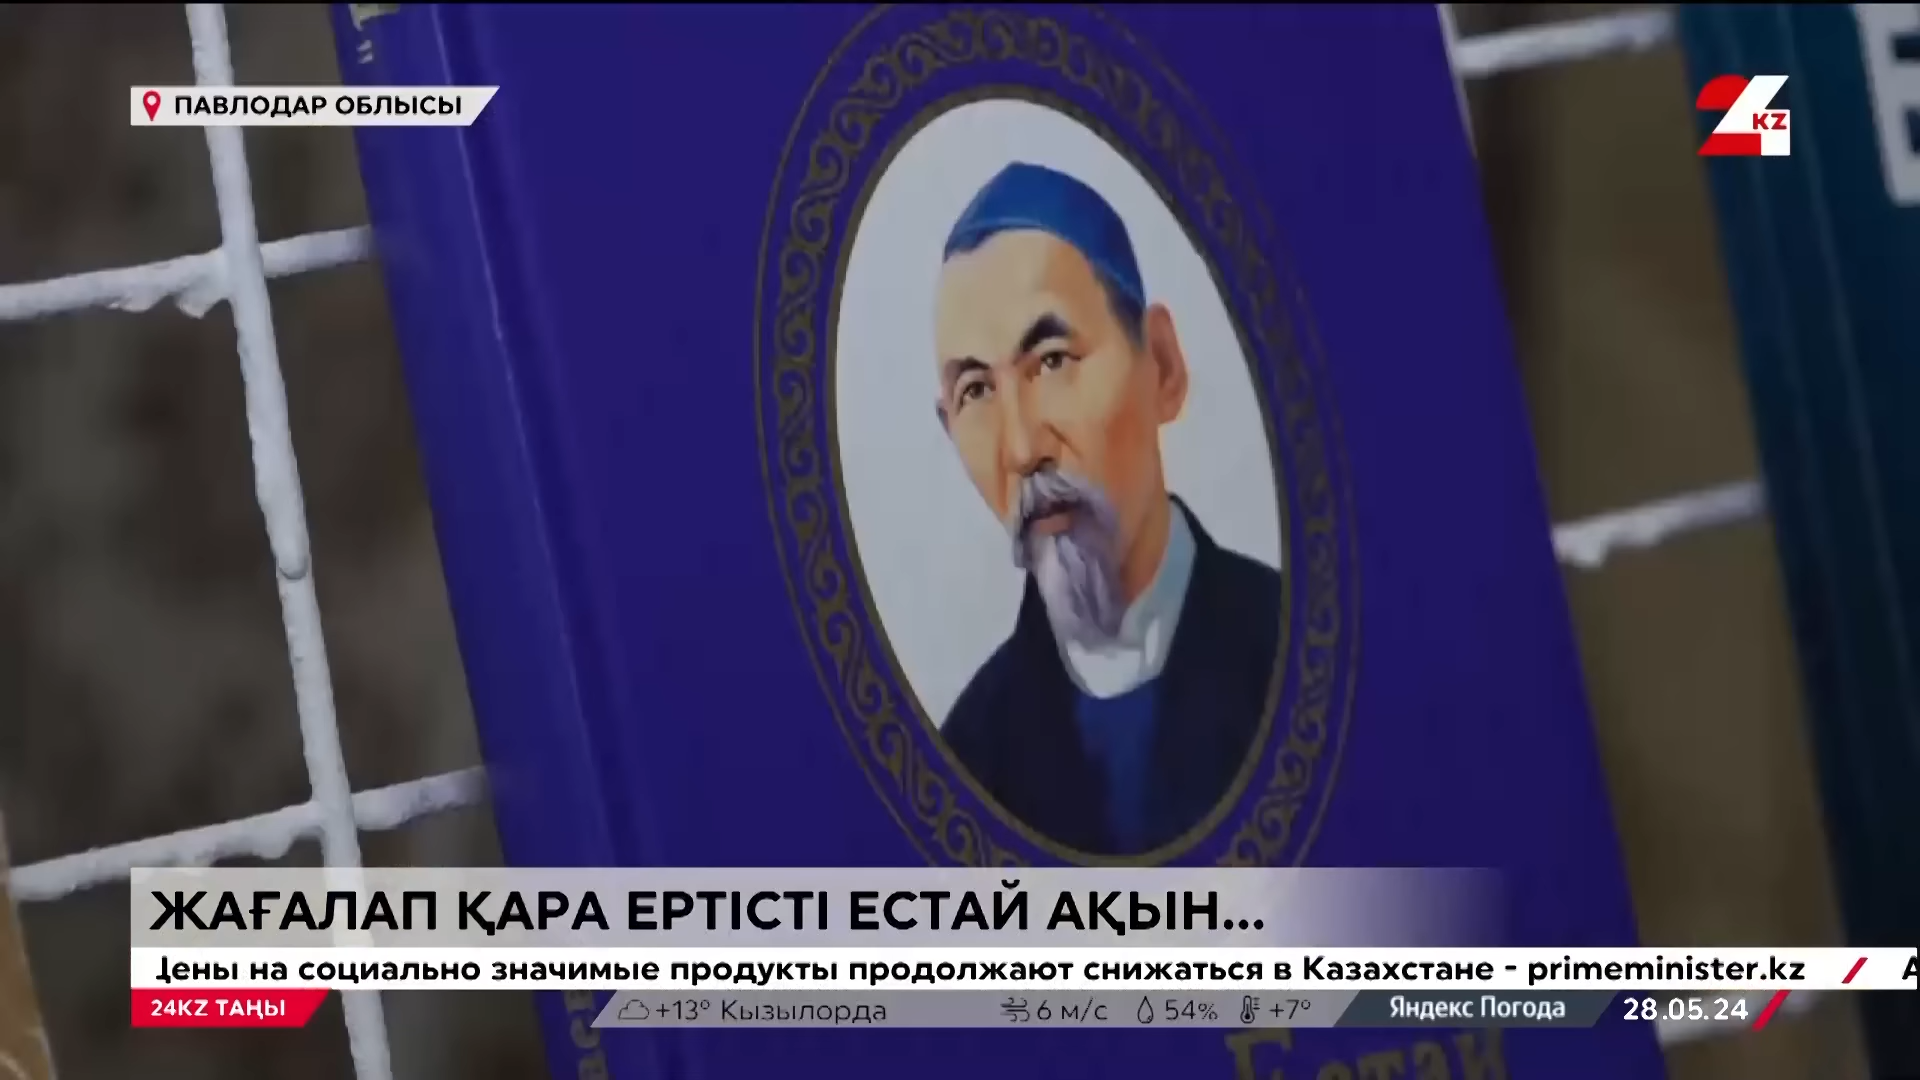 ПАВЛОДАР ОБЛЫСЫ
24 KZ
ЖАҒАЛАП ҚАРА ЕРТІСТІ ЕСТАЙ АҚЫН...
Цены на социально значимые продукты продолжают снижаться в Казахстане - primeminister.kz
24KZ ТАҢЫ
+13° Кызылорда 6 м/с 54% +7° Яндекс Погода 28.05.24
Естай